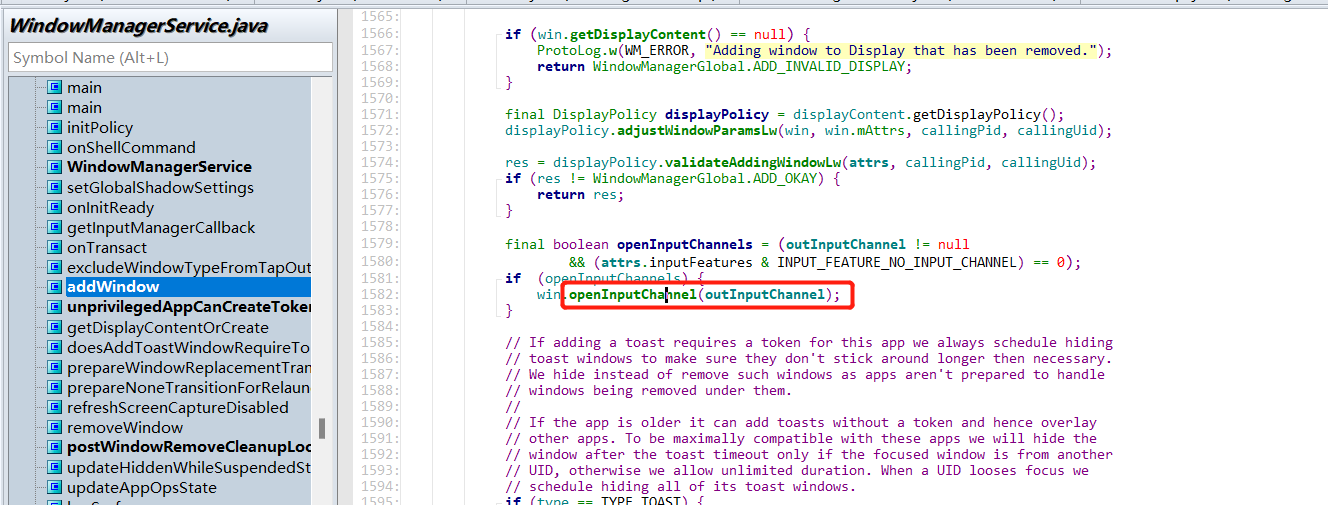 WindowManagerService.java
Symbol Name (Alt+L)
main
main
initPolicy
onShellCommand
WindowManagerService
setGlobalShadowSettings
onInitReady
getInputManagerCallback
onTransact
excludeWindowTypeFromTapOut
addWindow
unprivilegedAppCanCreateToken
getDisplayContentOrCreate
doesAddToastWindowRequireTo
prepareWindowReplacementTran
prepareNoneTransitionForRelaun
refreshScreenCaptureDisabled
removeWindow
postWindowRemoveCleanupLoc
updateHiddenWhileSuspendedSt
updateAppOpsState
1565:
1566: if (win.getDisplayContent() == null) {
1567: ProtoLog.w(WM_ERROR, "Adding window to Display that has been removed.");
1568: return WindowManagerGlobal.ADD_INVALID_DISPLAY;
1569: }
1570:
1571: final DisplayPolicy displayPolicy = displayContent.getDisplayPolicy();
1572: displayPolicy.adjustWindowParamsLw(win, win.mAttrs, callingPid, callingUid);
1573:
1574: res = displayPolicy.validateAddingWindowLw(attrs, callingPid, callingUid);
1575: if (res != WindowManagerGlobal.ADD_OKAY) {
1576: return res;
1577: }
1578:
1579: final boolean openInputChannels = (outInputChannel != null
1580: && (attrs.inputFeatures & INPUT_FEATURE_NO_INPUT_CHANNEL) == 0);
1581: if (openInputChannels) {
1582: win.openInputChannel(outInputChannel);
1583: }
1584:
1585: // If adding a toast requires a token for this app we always schedule hiding
1586: // toast windows to make sure they don't stick around longer then necessary.
1587: // We hide instead of remove such windows as apps aren't prepared to handle
1588: // windows being removed under them.
1589: //
1590: // If the app is older it can add toasts without a token and hence overlay
1591: // other apps. To be maximally compatible with these apps we will hide the
1592: // window after the toast timeout only if the focused window is from another
1593: // UID, otherwise we allow unlimited duration. When a UID looses focus we
1594: // schedule hiding all of its toast windows.
1595: if (type == TYPE_TOAST) {